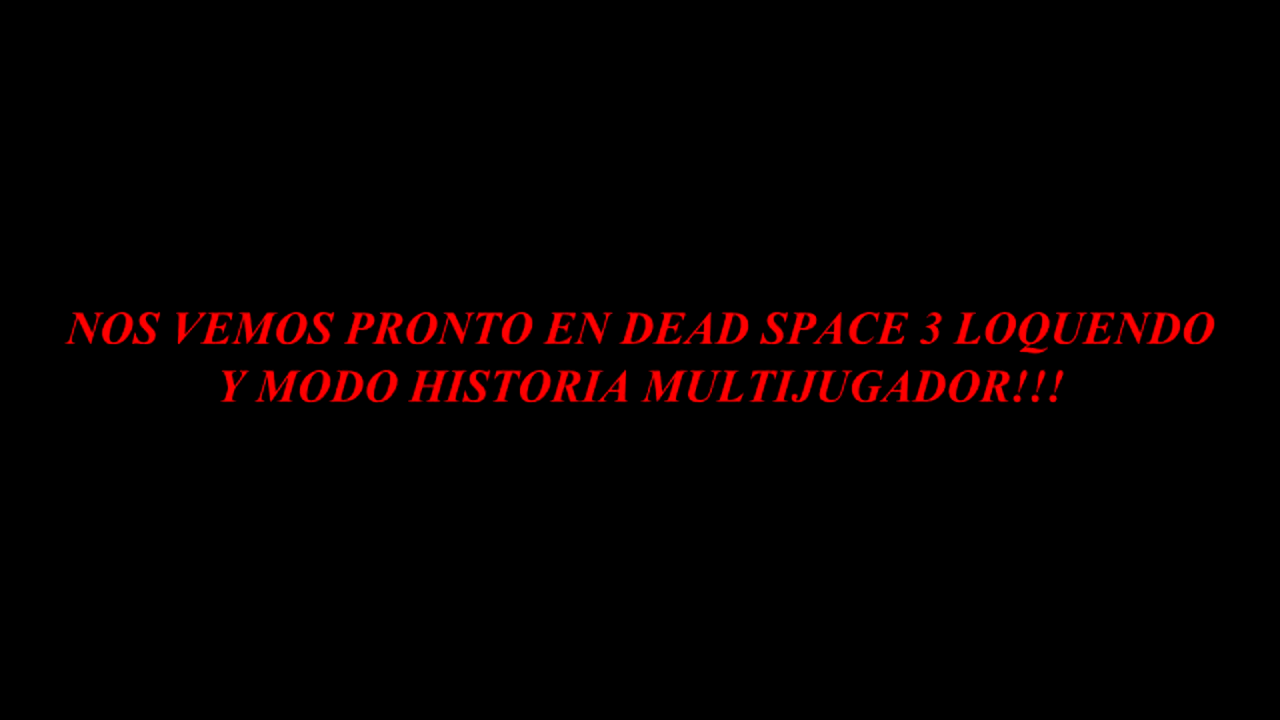 NOS VEMOS PRONTO EN DEAD SPACE 3 LOQUENDO
Y MODO HISTORIA MULTIJUGADOR!!!